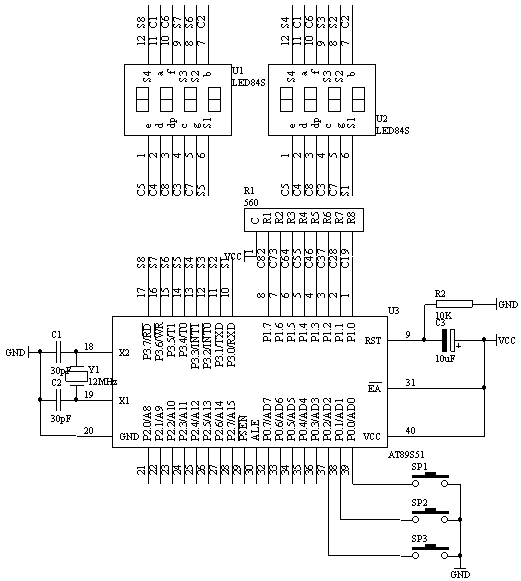 S8 C1 C6 S7 S6 C2
12 11 10 9 8 7
S4 a f S3 S2 b
U1
LED84S
e d dp c g S1
1 2 3 4 5 6
C5 C4 C8 C3 C7 S5
S4 C1 C6 S3 S2 C2
12 11 10 9 8 7
S4 a f S3 S2 b
U2
LED84S
e d dp c g S1
1 2 3 4 5 6
C5 C4 C8 C3 C7 S1
R1
560
C R1 R2 R3 R4 R5 R6 R7 R8
VCC
C8 C7 C6 C5 C4 C3 C2 C1
2 3 4 5 6 7 8 9
S8 S7 S6 S5 S4 S3 S2 S1
17 16 15 14 13 12 11 10
8 7 6 5 4 3 2 1
U3
P3.7/RD P3.6/WR P3.5/T1 P3.4/T0 P3.3/INT1 P3.2/INT0 P3.1/TXD P3.0/RXD
P1.7 P1.6 P1.5 P1.4 P1.3 P1.2 P1.1 P1.0
R2
10K
GND
C3
+
10uF
VCC
RST 9
EA 31
VCC 40
AT89S51
GND
C1
30pF
Y1
12MHz
C2
30pF
18 X2
19 X1
20 GND
P2.0/A8 P2.1/A9 P2.2/A10 P2.3/A11 P2.4/A12 P2.5/A13 P2.6/A14 P2.7/A15 PSEN ALE P0.7/AD7 P0.6/AD6 P0.5/AD5 P0.4/AD4 P0.3/AD3 P0.2/AD2 P0.1/AD1 P0.0/AD0
21 22 23 24 25 26 27 28 29 30 32 33 34 35 36 37 38 39
SP1
SP2
SP3
GND